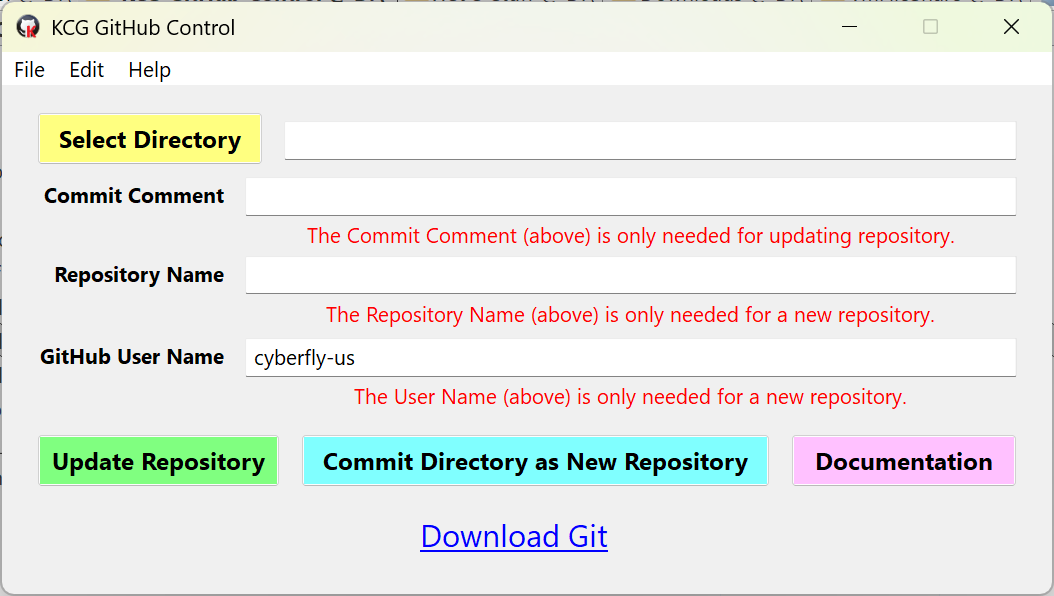 KCG GitHub Control
File Edit Help
Select Directory
Commit Comment
The Commit Comment (above) is only needed for updating repository.
Repository Name
The Repository Name (above) is only needed for a new repository.
GitHub User Name cyberfly-us
The User Name (above) is only needed for a new repository.
Update Repository Commit Directory as New Repository Documentation
Download Git